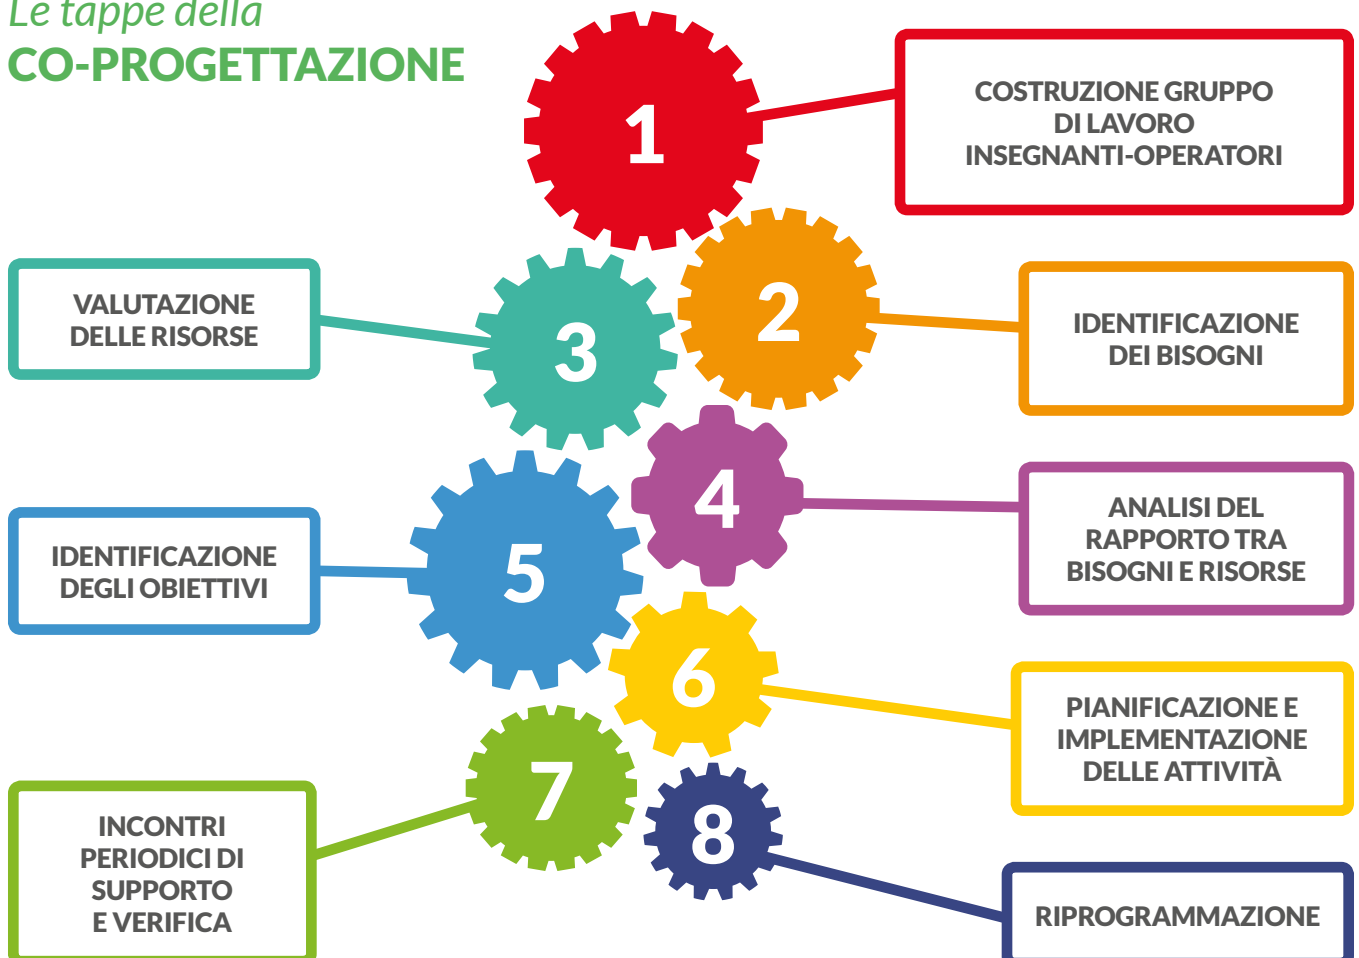 Le tappe della
CO-PROGETTAZIONE
1
COSTRUZIONE GRUPPO
DI LAVORO
INSEGNANTI-OPERATORI
2
IDENTIFICAZIONE
DEI BISOGNI
3
VALUTAZIONE
DELLE RISORSE
4
ANALISI DEL
RAPPORTO TRA
BISOGNI E RISORSE
5
IDENTIFICAZIONE
DEGLI OBIETTIVI
6
PIANIFICAZIONE E
IMPLEMENTAZIONE
DELLE ATTIVITÀ
7
INCONTRI
PERIODICI DI
SUPPORTO
E VERIFICA
8
RIPROGRAMMAZIONE